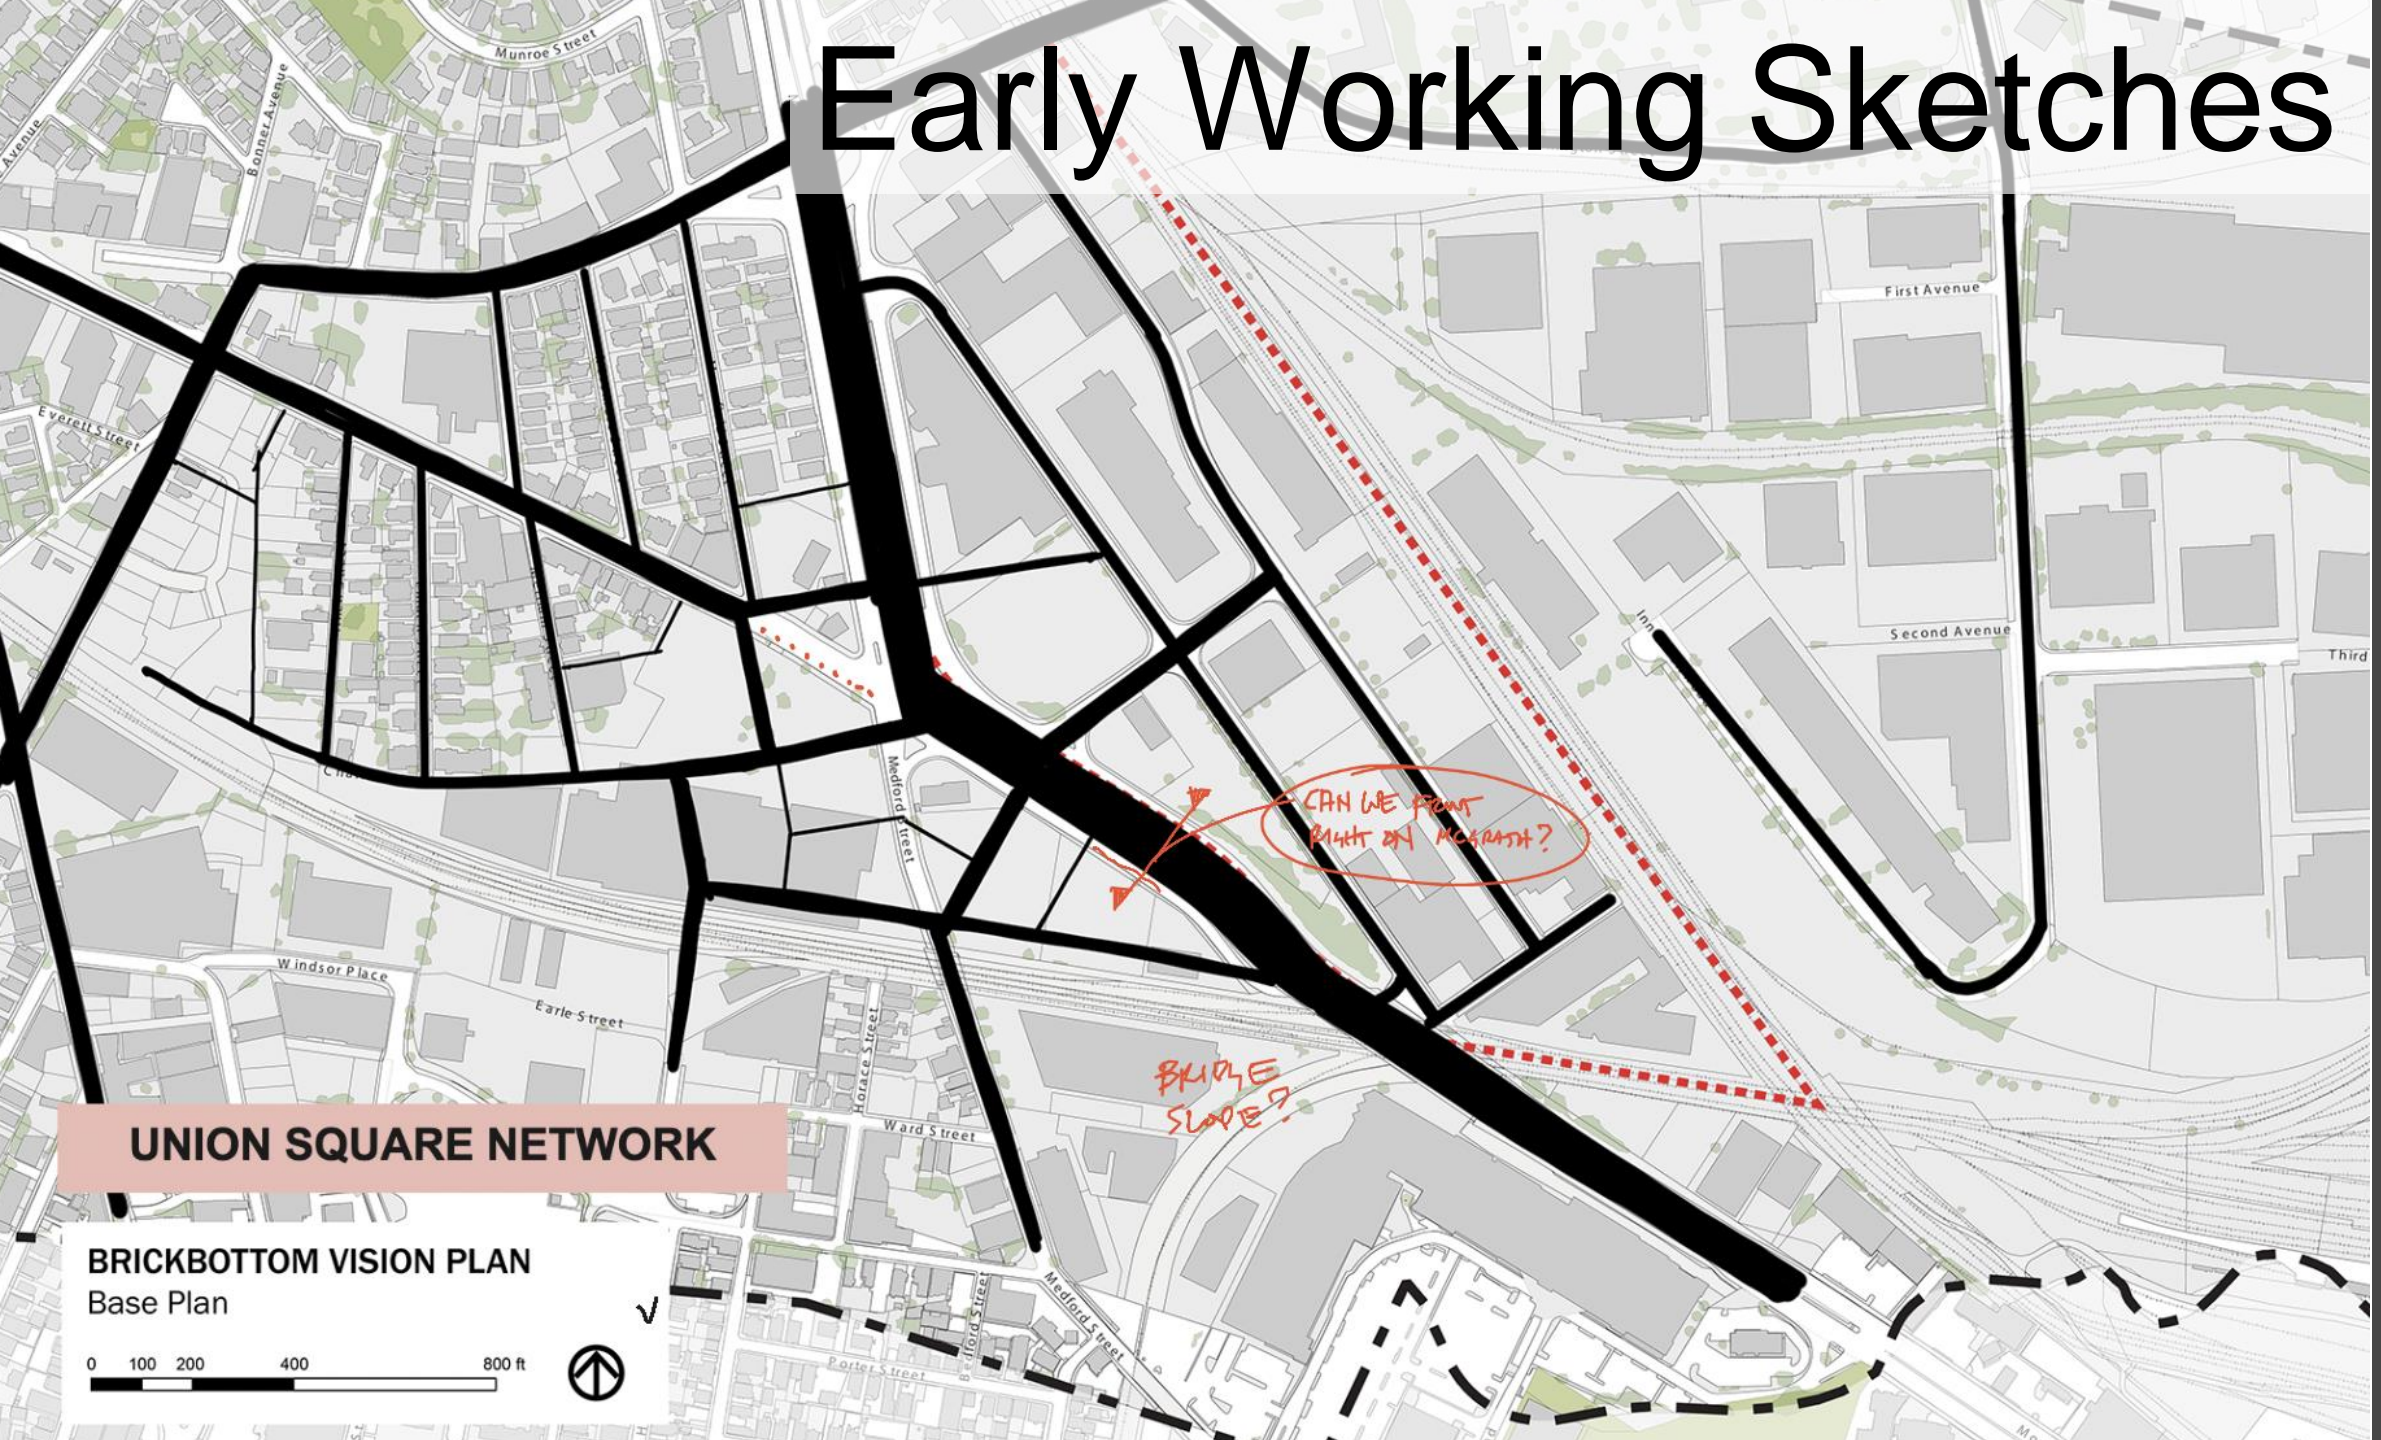 Early Working Sketches
Munroe Street
Bonner Avenue
Avenue
First Avenue
Everett Street
Inn
Second Avenue
Third
Medford Street
CAN WE FRONT
RIGHT ON MCGRATH?
Windsor Place
Earle Street
Horace Street
BRIDGE
SLOPE?
Ward Street
UNION SQUARE NETWORK
BRICKBOTTOM VISION PLAN
Base Plan
0 100 200 400 800 ft
Medford Street
Bedford Street
Porter Street